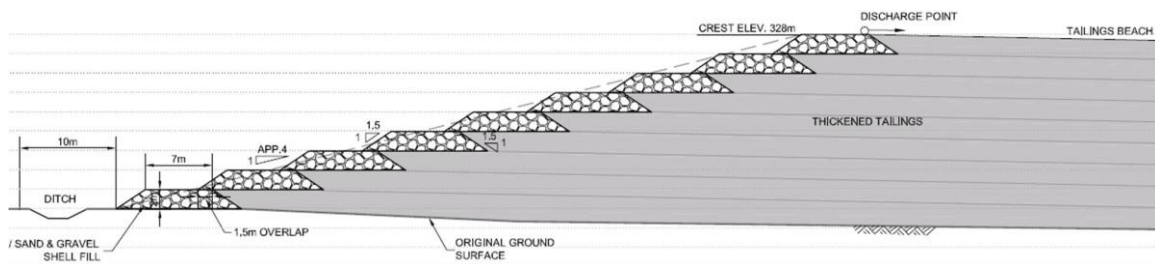 DISCHARGE POINT
CREST ELEV. 328m
TAILINGS BEACH
THICKENED TAILINGS
1.5
1
1.5
1
10m
APP.4
1
7m
DITCH
1,5m OVERLAP
/ SAND & GRAVEL
SHELL FILL
ORIGINAL GROUND
SURFACE